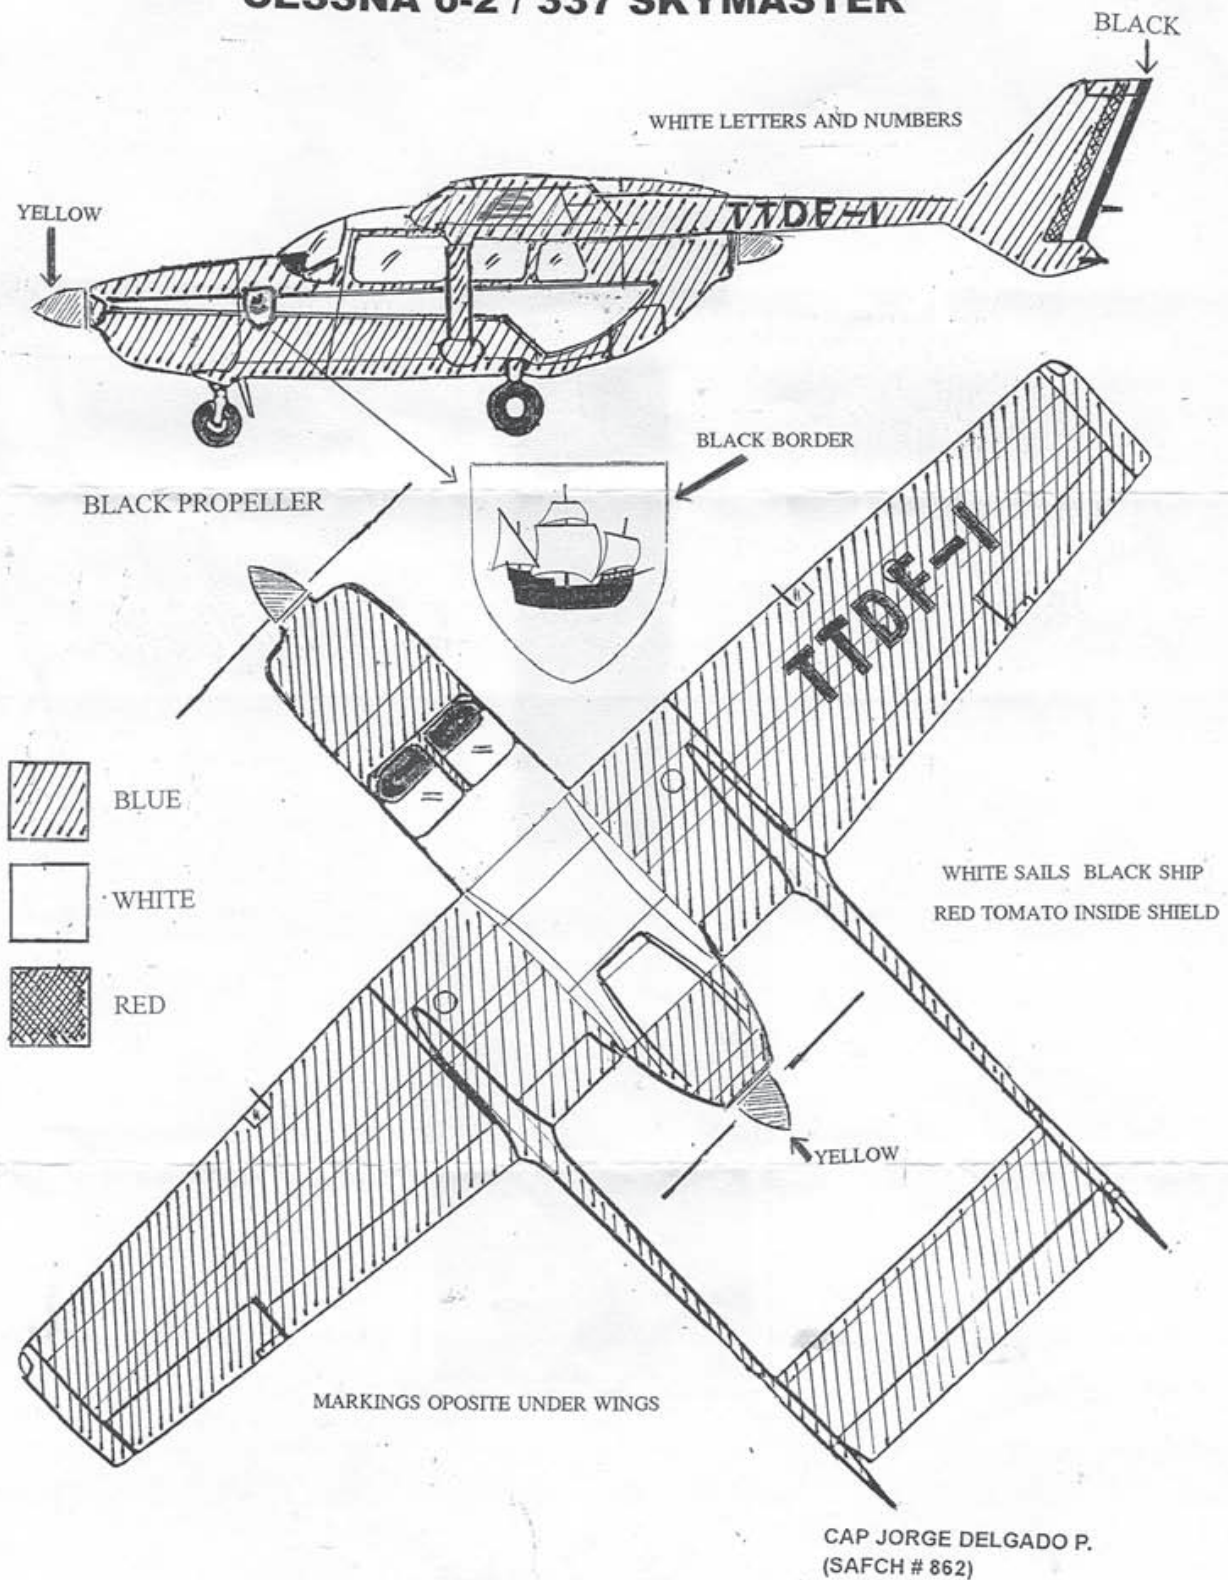 CESSNA 0-2 / 337 SKYMASTER
BLACK
WHITE LETTERS AND NUMBERS
YELLOW
TTDF-1
BLACK BORDER
BLACK PROPELLER
TTDF-1
BLUE
WHITE
RED
WHITE SAILS BLACK SHIP
RED TOMATO INSIDE SHIELD
YELLOW
MARKINGS OPOSITE UNDER WINGS
CAP JORGE DELGADO P.
(SAFCH # 862)